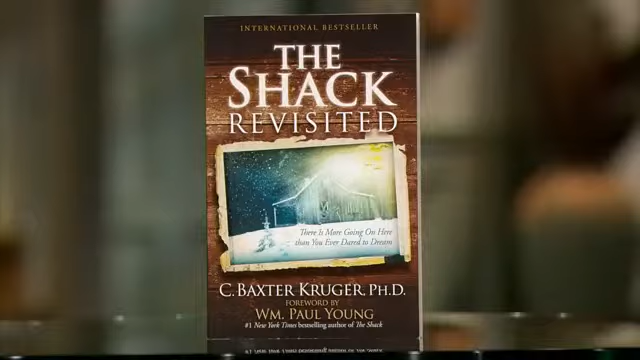 INTERNATIONAL BESTSELLER
THE
SHACK
REVISITED
There Is More Going On Here
than You Ever Dared to Dream
C. BAXTER KRUGER, PH.D.
FOREWORD BY
WM. PAUL YOUNG
#1 New York Times bestselling author of The Shack